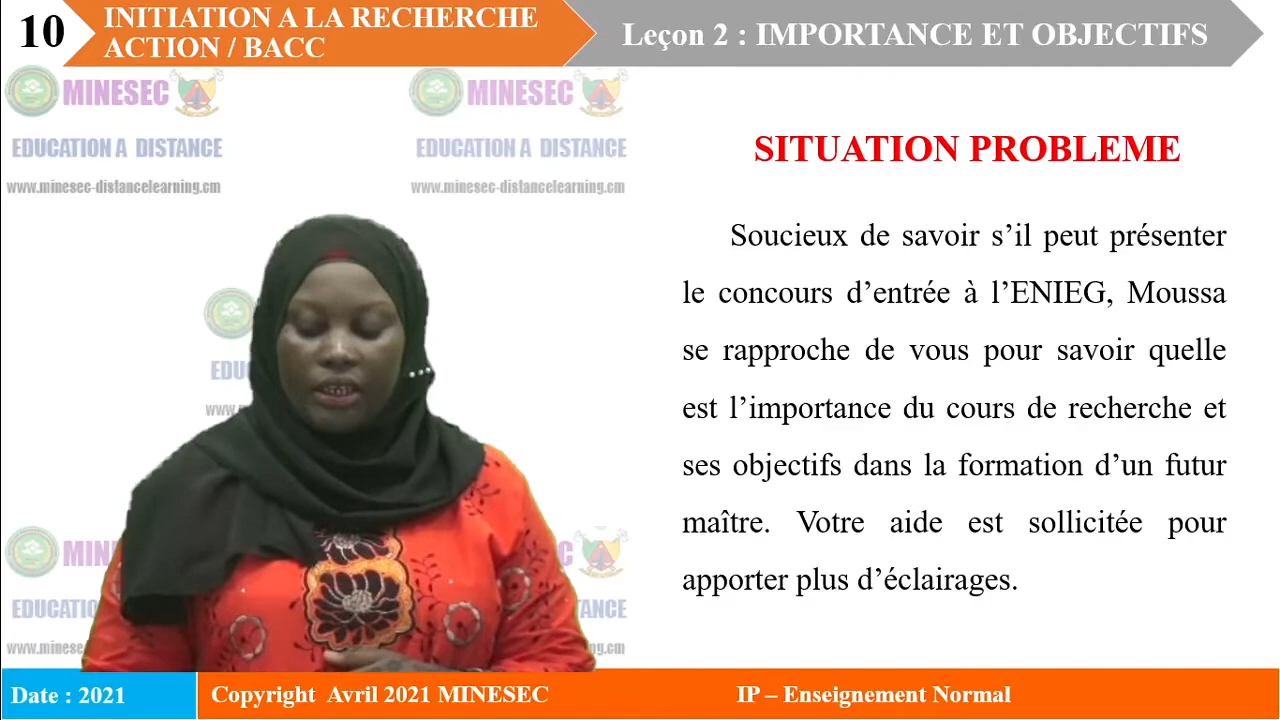 10
INITIATION A LA RECHERCHE
ACTION / BACC
Leçon 2 : IMPORTANCE ET OBJECTIFS
MINESEC
EDUCATION A DISTANCE
www.minesec-distancelearning.cm
MINESEC
EDUCATION A DISTANCE
www.minesec-distancelearning.cm
SITUATION PROBLEME
Soucieux de savoir s’il peut présenter
le concours d’entrée à l’ENIEG, Moussa
se rapproche de vous pour savoir quelle
est l’importance du cours de recherche et
ses objectifs dans la formation d’un futur
maître. Votre aide est sollicitée pour
apporter plus d’éclairages.
Date : 2021
Copyright Avril 2021 MINESEC
IP – Enseignement Normal